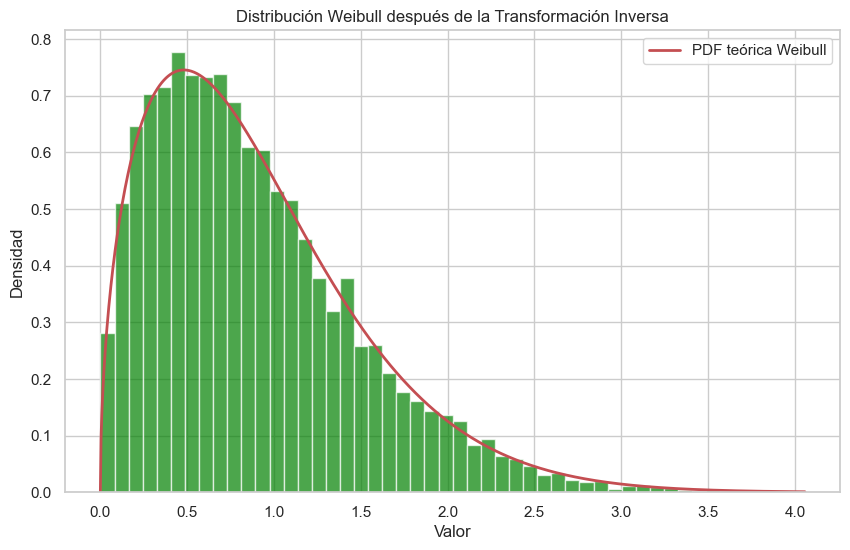 Distribución Weibull después de la Transformación Inversa
PDF teórica Weibull
Densidad
0.8
0.7
0.6
0.5
0.4
0.3
0.2
0.1
0.0
0.0 0.5 1.0 1.5 2.0 2.5 3.0 3.5 4.0
Valor